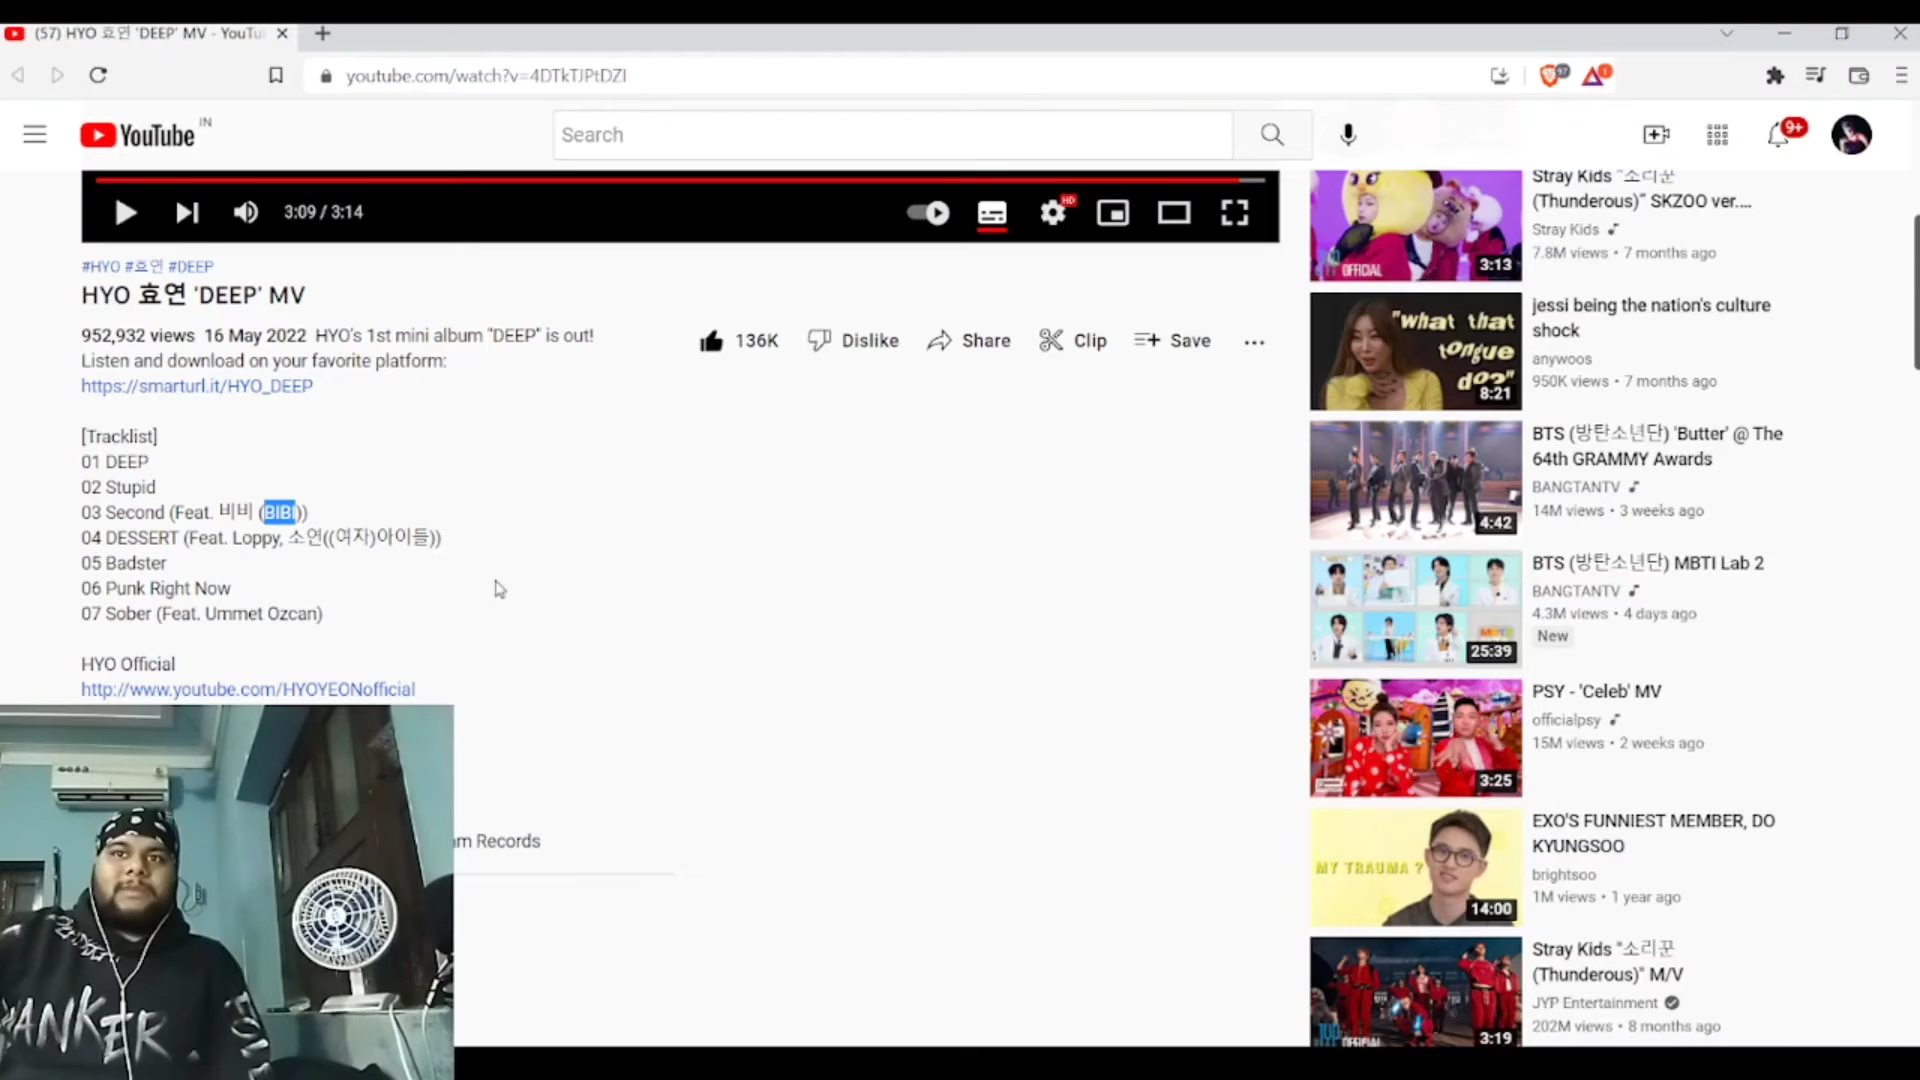 (57) HYO 효연 'DEEP' MV - YouTu
youtube.com/watch?v=4DTkTJPtDZI
97
1
YouTube
IN
Search
9+
3:09 / 3:14
HD
#HYO #효연 #DEEP
HYO 효연 'DEEP' MV
952,932 views 16 May 2022 HYO's 1st mini album "DEEP" is out!
Listen and download on your favorite platform:
https://smarturl.it/HYO_DEEP
136K
Dislike
Share
Clip
Save
[Tracklist]
01 DEEP
02 Stupid
03 Second (Feat. 비비 (BIBI))
04 DESSERT (Feat. Loppy, 소연((여자)아이들))
05 Badster
06 Punk Right Now
07 Sober (Feat. Ummet Ozcan)
HYO Official
http://www.youtube.com/HYOYEONofficial
am Records
HANKER
Stray Kids "소리꾼
(Thunderous)" SKZOO ver....
Stray Kids
7.8M views • 7 months ago
OFFICIAL
3:13
jessi being the nation's culture
shock
anywoos
950K views • 7 months ago
"what that
tongue
do?"
8:21
BTS (방탄소년단) 'Butter' @ The
64th GRAMMY Awards
BANGTANTV
14M views • 3 weeks ago
4:42
BTS (방탄소년단) MBTI Lab 2
BANGTANTV
4.3M views • 4 days ago
New
25:39
PSY - 'Celeb' MV
officialpsy
15M views • 2 weeks ago
3:25
EXO'S FUNNIEST MEMBER, DO
KYUNGSOO
brightsoo
1M views • 1 year ago
MY TRAUMA ?
14:00
Stray Kids "소리꾼
(Thunderous)" M/V
JYP Entertainment
202M views • 8 months ago
3:19